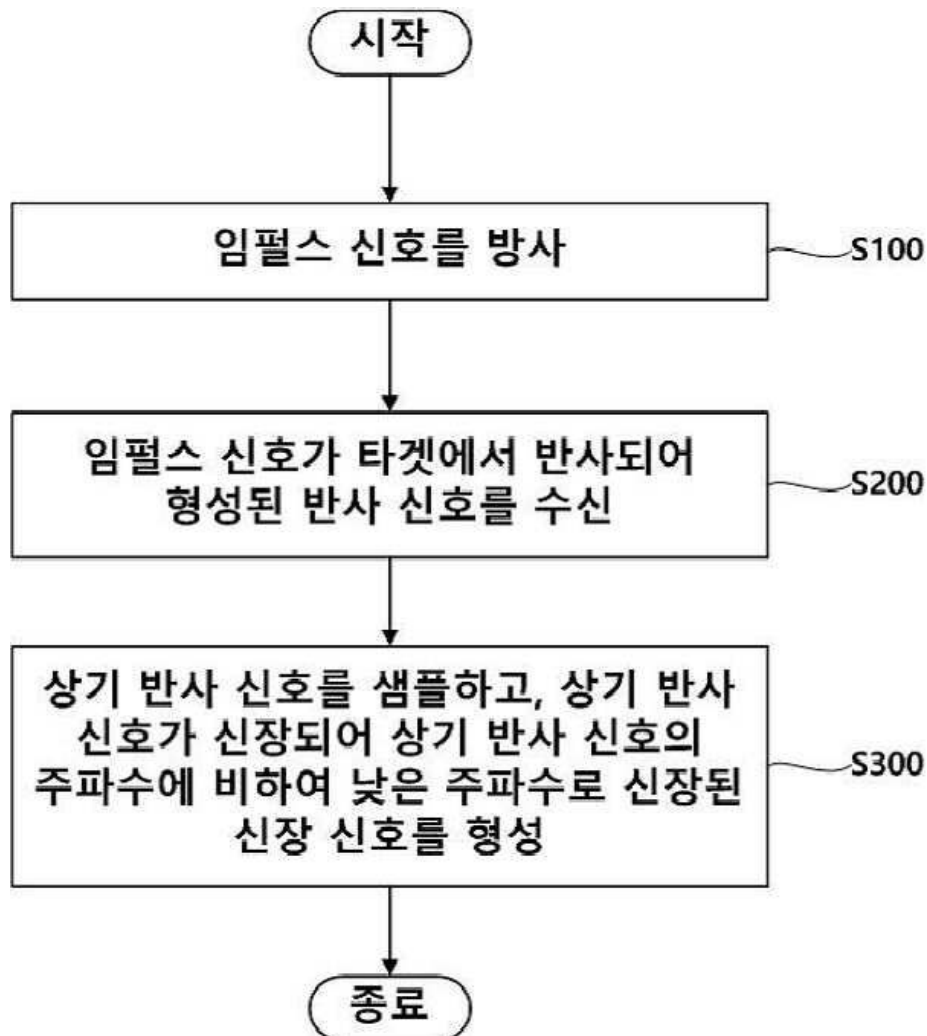 시작
임펄스 신호를 방사
S100
임펄스 신호가 타겟에서 반사되어
형성된 반사 신호를 수신
S200
상기 반사 신호를 샘플하고, 상기 반사
신호가 신장되어 상기 반사 신호의
주파수에 비하여 낮은 주파수로 신장된
신장 신호를 형성
S300
종료